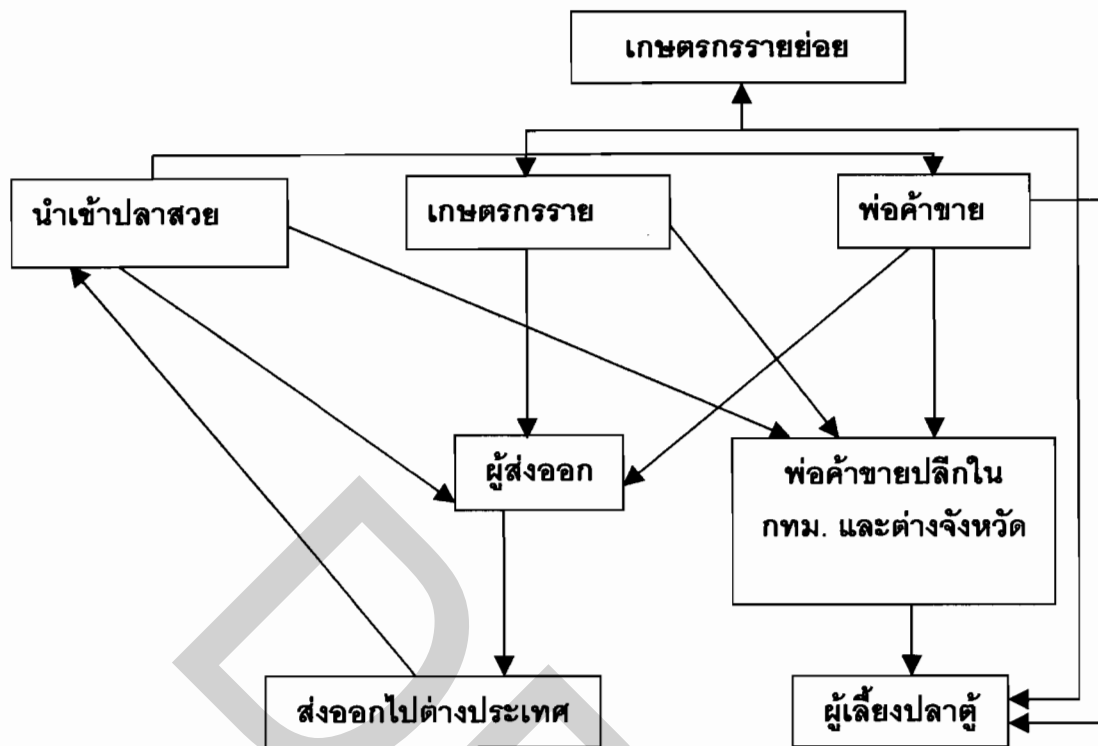 เกษตรกรรายย่อย
นำเข้าปลาสวย
เกษตรกรราย
พ่อค้าขาย
ผู้ส่งออก
พ่อค้าขายปลีกใน
กทม. และต่างจังหวัด
ส่งออกไปต่างประเทศ
ผู้เลี้ยงปลาตู้